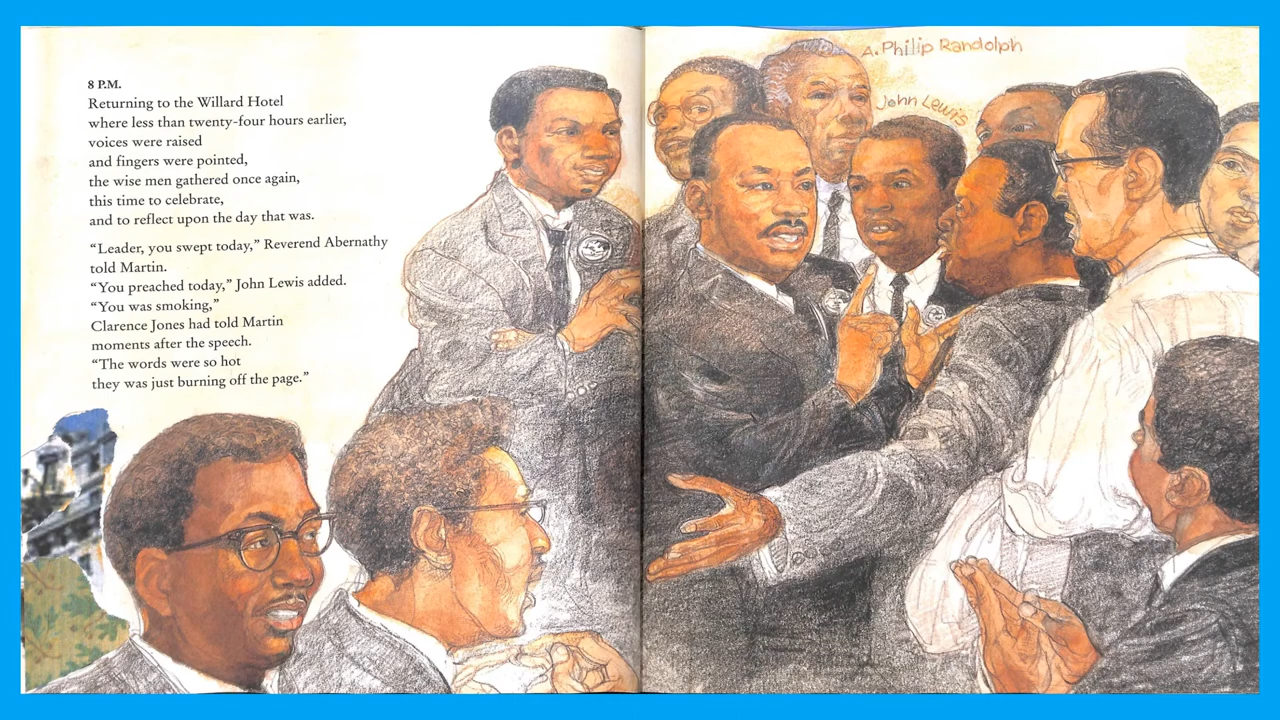 8 P.M.
Returning to the Willard Hotel
where less than twenty-four hours earlier,
voices were raised
and fingers were pointed,
the wise men gathered once again,
this time to celebrate,
and to reflect upon the day that was.
“Leader, you swept today,” Reverend Abernathy
told Martin.
“You preached today,” John Lewis added.
“You was smoking,”
Clarence Jones had told Martin
moments after the speech.
“The words were so hot
they was just burning off the page.”
A. Philip Randolph
John Lewis